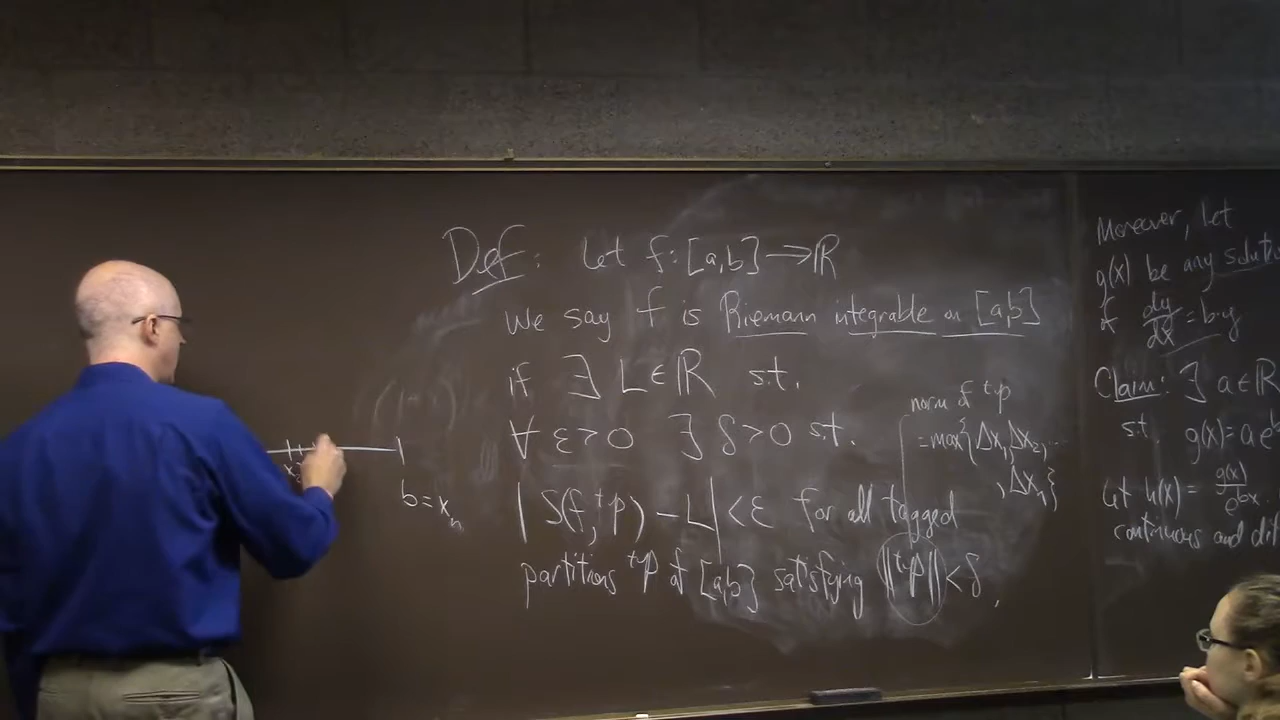 Def: Let f:[a,b] → ℝ
We say f is Riemann integrable on [a,b]
if ∃ L∈ℝ s.t.
∀ ε>0 ∃ δ>0 s.t.
|S(f,ᵗP) − L| < ε for all tagged
partitions ᵗP of [a,b] satisfying ||ᵗP|| < δ.
norm of ᵗP
= max{Δx₁, Δx₂, ...
, Δxₙ}
b = xₙ
Moreover, let
g(x) be any soluti
of dy/dx = b·y
Claim: ∃ a∈ℝ
s.t. g(x) = a e^b
Let h(x) = g(x)/e^bx
continuous and dif